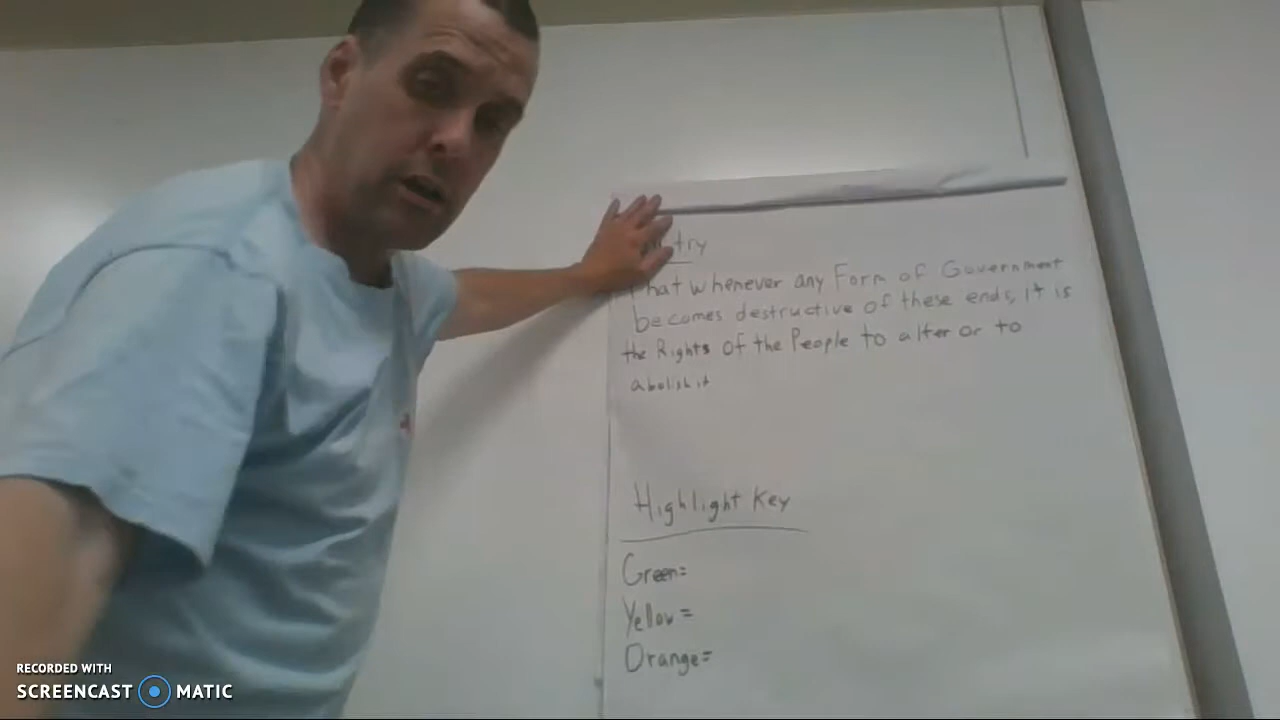 That whenever any Form of Government
becomes destructive of these ends, it is
the Rights of the People to alter or to
abolish it
Highlight Key
Green=
Yellow =
Orange=
RECORDED WITH
SCREENCAST MATIC